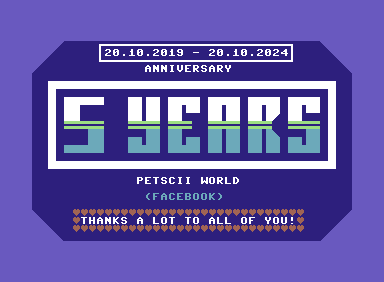 20.10.2019 - 20.10.2024
ANNIVERSARY
5 YEARS
PETSCII WORLD
(FACEBOOK)
♥THANKS A LOT TO ALL OF YOU!♥